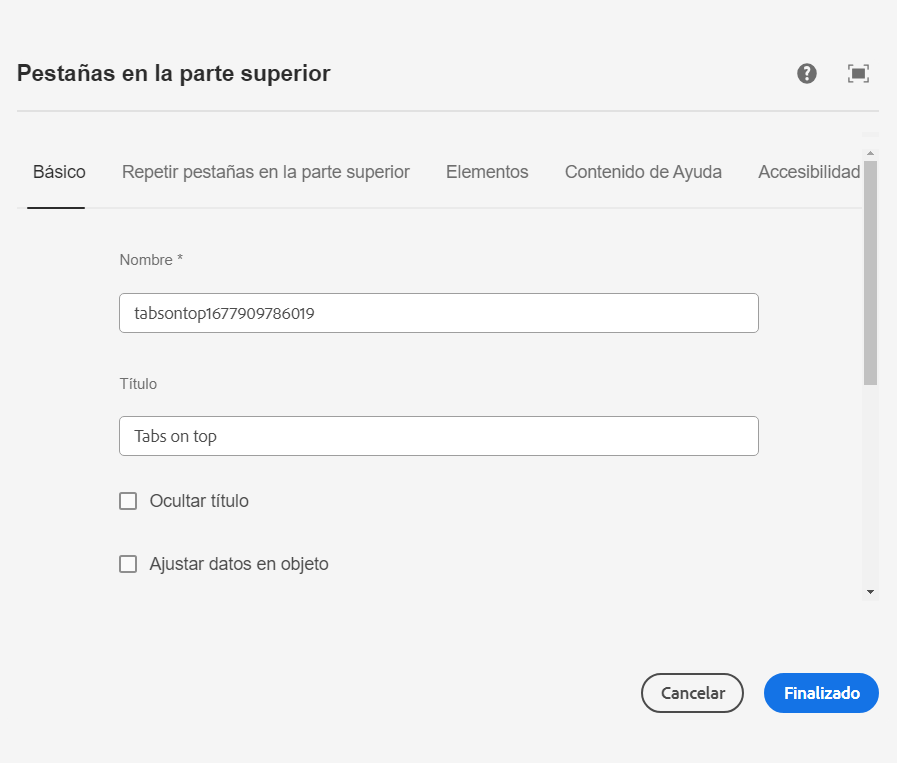 Pestañas en la parte superior
Básico Repetir pestañas en la parte superior Elementos Contenido de Ayuda Accesibilidad
Nombre *
tabsontop1677909786019
Título
Tabs on top
Ocultar título
Ajustar datos en objeto
Cancelar Finalizado